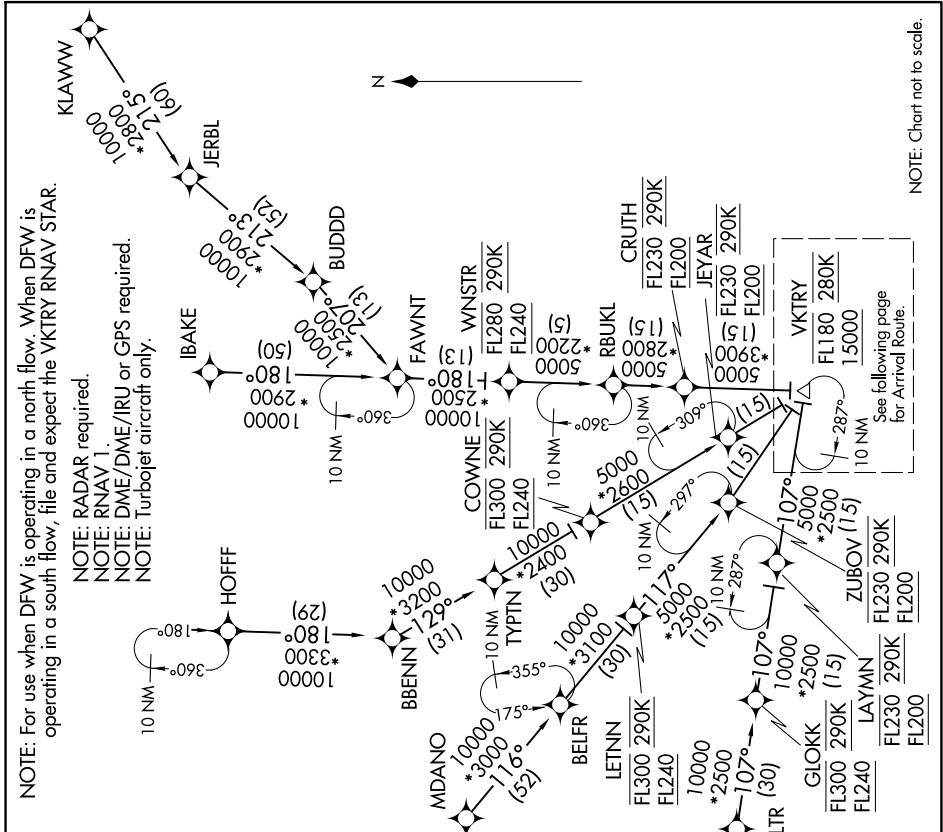 NOTE: For use when DFW is operating in a north flow. When DFW is
operating in a south flow, file and expect the VKTRY RNAV STAR.
NOTE: RADAR required.
NOTE: RNAV 1.
NOTE: DME/DME/IRU or GPS required.
NOTE: Turbojet aircraft only.
KLAWW
10000
*2800
215°
(60)
JERBL
10000
*2900
213°
(52)
BUDDD
10000
*2500
207°
(13)
N
IBAKE
(50)
180°
*2900
10000
FAWNT
360°
10 NM
(13)
180°
*2500
10000
WNSTR
FL280 290K
FL240
(5)
*2200
5000
360°
10 NM
RBUKL
(15)
*2800
5000
CRUTH
FL230 290K
FL200
JEYAR
FL230 290K
FL200
(15)
*3900
5000
HOFFF
180°
360°
10 NM
(29)
180°
*3300
10000
BBENN
10000
*3200
129°
(31)
TYPTN
10000
*2400
(30)
COWNE
FL300 290K
FL240
5000
*2600
(15)
309°
10 NM
(15)
MDANO
10000
*3000
116°
(52)
BELFR
10 NM
355°
175°
10000
*3100
(30)
LETNN
FL300 290K
FL240
117°
5000
*2500
(15)
297°
10 NM
(15)
ZUBOV
FL230 290K
FL200
LTR
10000
*2500
107°
(30)
GLOKK
FL300 290K
FL240
107°
10000
*2500
(15)
LAYMN
FL230 290K
FL200
10 NM
287°
107°
5000
*2500
(15)
VKTRY
FL180 280K
15000
287°
10 NM
See following page
for Arrival Route.
NOTE: Chart not to scale.